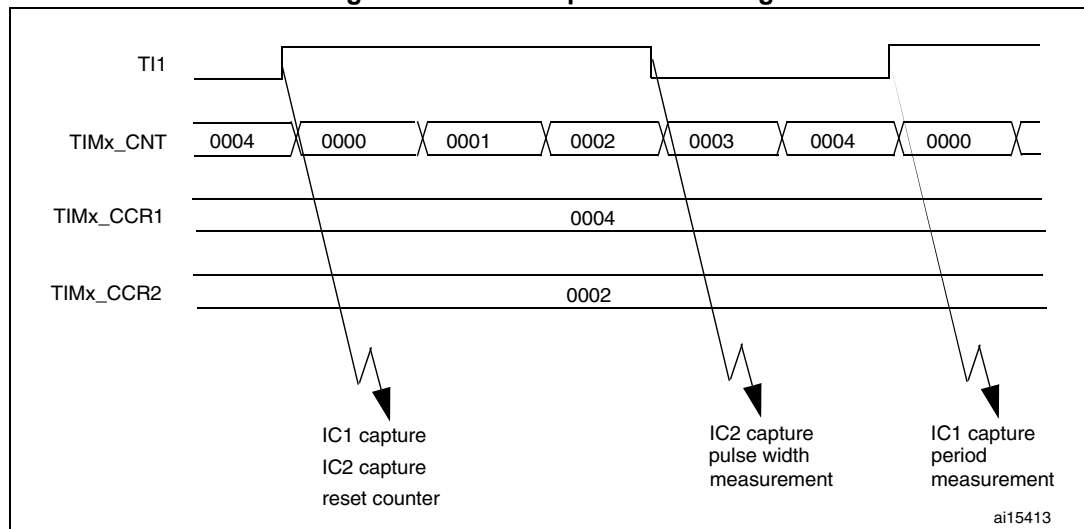 TI1
TIMx_CNT 0004 0000 0001 0002 0003 0004 0000
TIMx_CCR1 0004
TIMx_CCR2 0002
IC1 capture
IC2 capture
reset counter
IC2 capture
pulse width
measurement
IC1 capture
period
measurement
ai15413